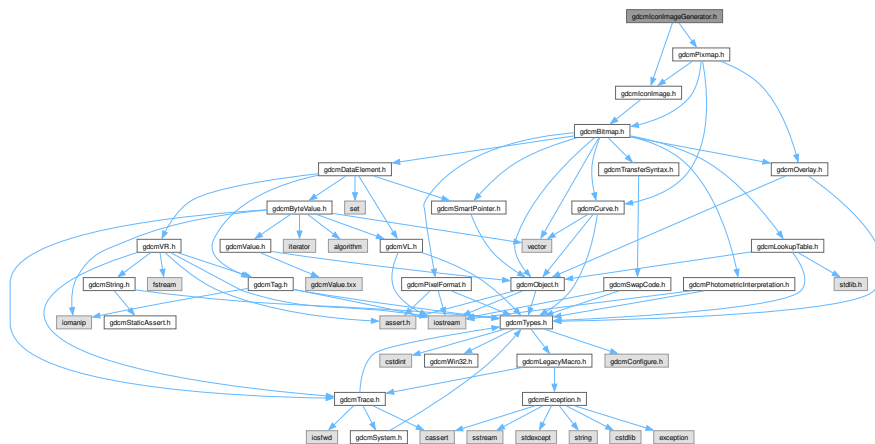 gdcmIconImageGenerator.h
gdcmPixmap.h
gdcmIconImage.h
gdcmBitmap.h
gdcmDataElement.h
gdcmTransferSyntax.h
gdcmOverlay.h
gdcmByteValue.h
set
gdcmSmartPointer.h
gdcmCurve.h
gdcmVR.h
gdcmValue.h
iterator
algorithm
gdcmVL.h
vector
gdcmLookupTable.h
gdcmString.h
fstream
gdcmTag.h
gdcmValue.txx
gdcmPixelFormat.h
gdcmObject.h
gdcmSwapCode.h
gdcmPhotometricInterpretation.h
stdlib.h
iomanip
gdcmStaticAssert.h
assert.h
iostream
gdcmTypes.h
cstdint
gdcmWin32.h
gdcmLegacyMacro.h
gdcmConfigure.h
gdcmTrace.h
gdcmException.h
iosfwd
gdcmSystem.h
cassert
sstream
stdexcept
string
cstdlib
exception